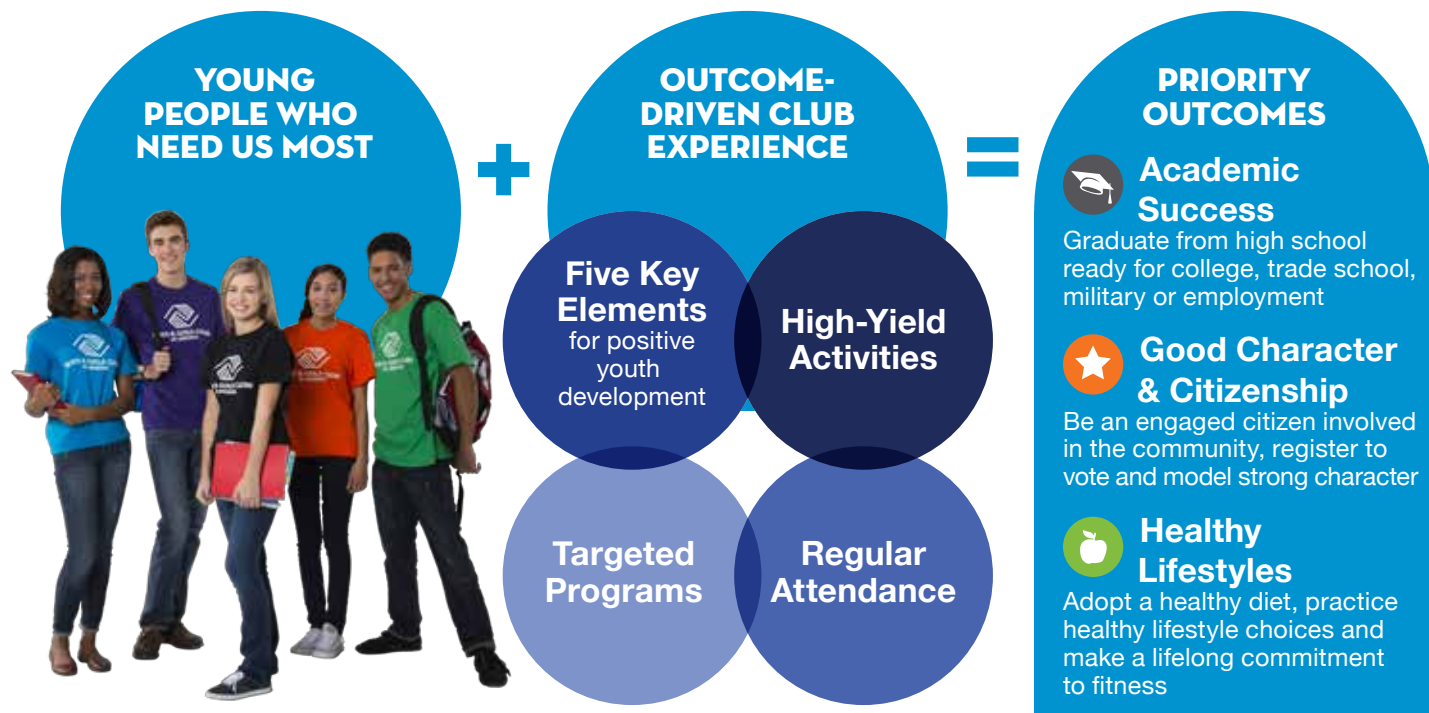 YOUNG
PEOPLE WHO
NEED US MOST
+
OUTCOME-
DRIVEN CLUB
EXPERIENCE
Five Key
Elements
for positive
youth
development
High-Yield
Activities
Targeted
Programs
Regular
Attendance
=
PRIORITY
OUTCOMES
Academic
Success
Graduate from high school
ready for college, trade school,
military or employment
Good Character
& Citizenship
Be an engaged citizen involved
in the community, register to
vote and model strong character
Healthy
Lifestyles
Adopt a healthy diet, practice
healthy lifestyle choices and
make a lifelong commitment
to fitness